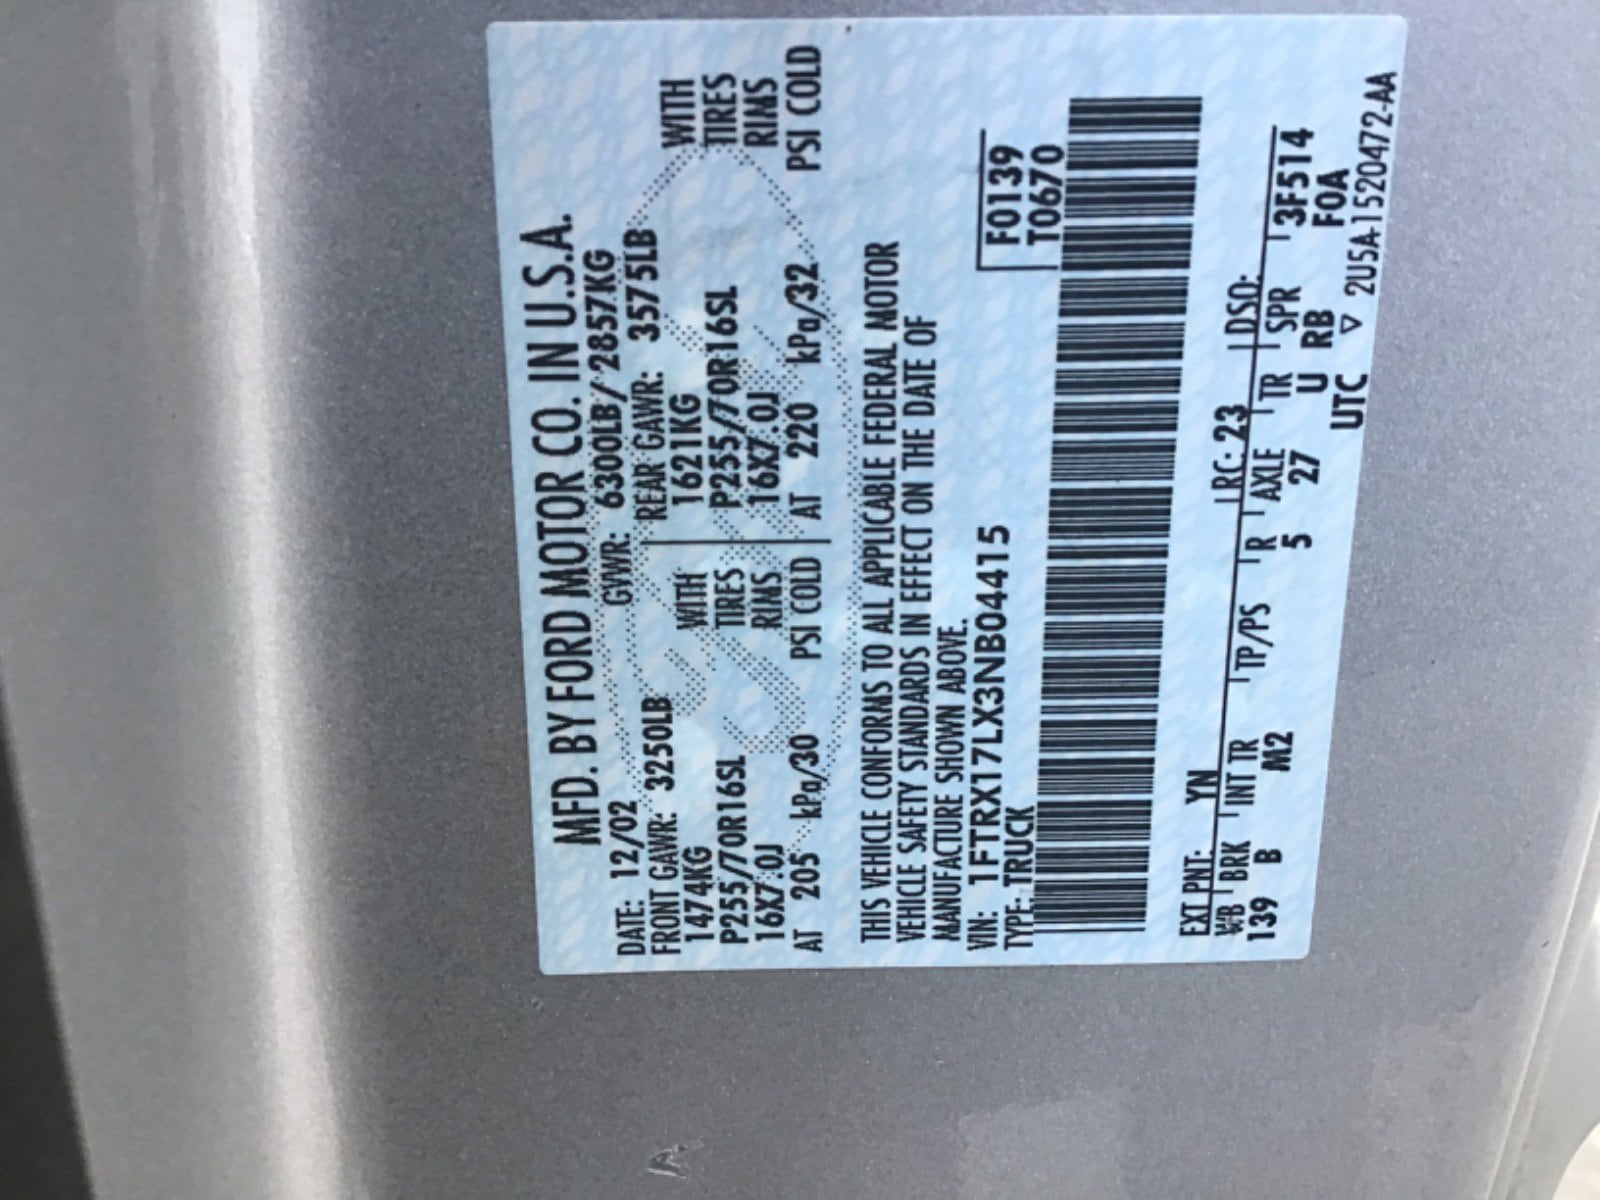 MFD. BY FORD MOTOR CO. IN U.S.A.
DATE: 12/02 GVWR: 6300LB/ 2857KG
FRONT GAWR: 3250LB REAR GAWR: 3575LB
1474KG WITH 1621KG WITH
P255/70R16SL TIRES P255/70R16SL TIRES
16X7.0J RIMS 16X7.0J RIMS
AT 205 kPa/30 PSI COLD AT 220 kPa/32 PSI COLD
THIS VEHICLE CONFORMS TO ALL APPLICABLE FEDERAL MOTOR
VEHICLE SAFETY STANDARDS IN EFFECT ON THE DATE OF
MANUFACTURE SHOWN ABOVE.
VIN: 1FTRX17LX3NB04415 F0139
TYPE: TRUCK T0670
EXT PNT: YN RC: 23 DSO:
WB BRK INT TR TP/PS R AXLE TR SPR 3F514
139 B M2 5 27 U RB F0A
UTC ▽ 2U5A-1520472-AA